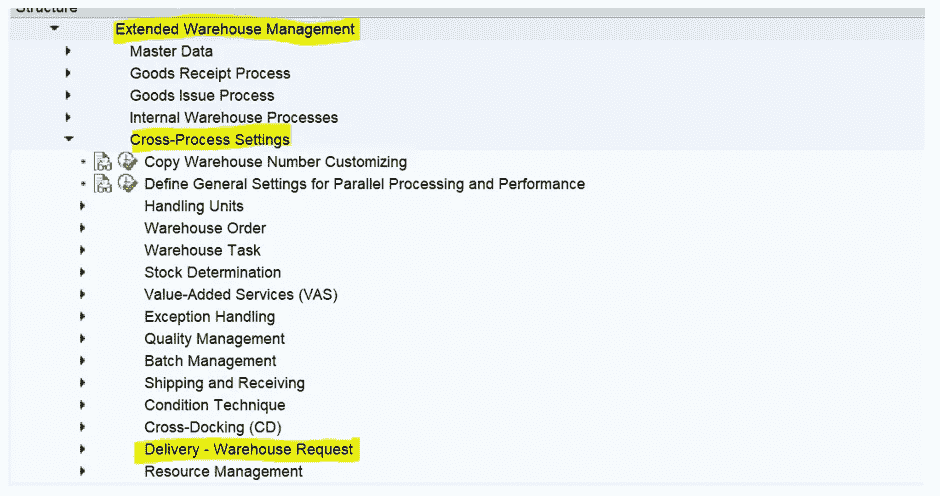 Structure
Extended Warehouse Management
Master Data
Goods Receipt Process
Goods Issue Process
Internal Warehouse Processes
Cross-Process Settings
Copy Warehouse Number Customizing
Define General Settings for Parallel Processing and Performance
Handling Units
Warehouse Order
Warehouse Task
Stock Determination
Value-Added Services (VAS)
Exception Handling
Quality Management
Batch Management
Shipping and Receiving
Condition Technique
Cross-Docking (CD)
Delivery - Warehouse Request
Resource Management